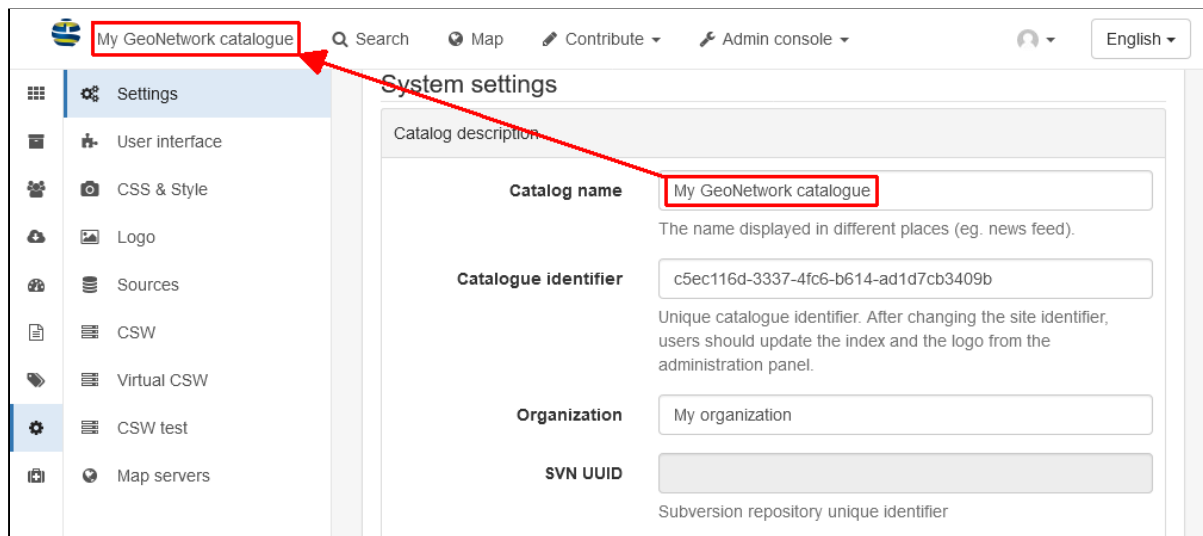 My GeoNetwork catalogue Search Map Contribute Admin console English
Settings
User interface
CSS & Style
Logo
Sources
CSW
Virtual CSW
CSW test
Map servers
System settings
Catalog description
Catalog name My GeoNetwork catalogue
The name displayed in different places (eg. news feed).
Catalogue identifier c5ec116d-3337-4fc6-b614-ad1d7cb3409b
Unique catalogue identifier. After changing the site identifier,
users should update the index and the logo from the
administration panel.
Organization My organization
SVN UUID
Subversion repository unique identifier